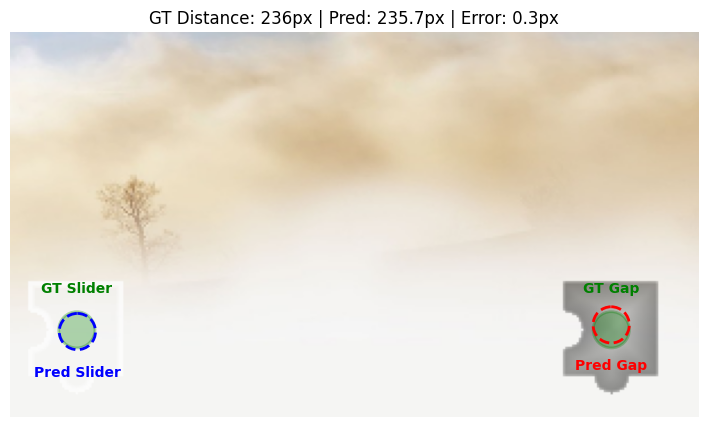 GT Distance: 236px | Pred: 235.7px | Error: 0.3px
GT Slider
GT Gap
Pred Slider
Pred Gap